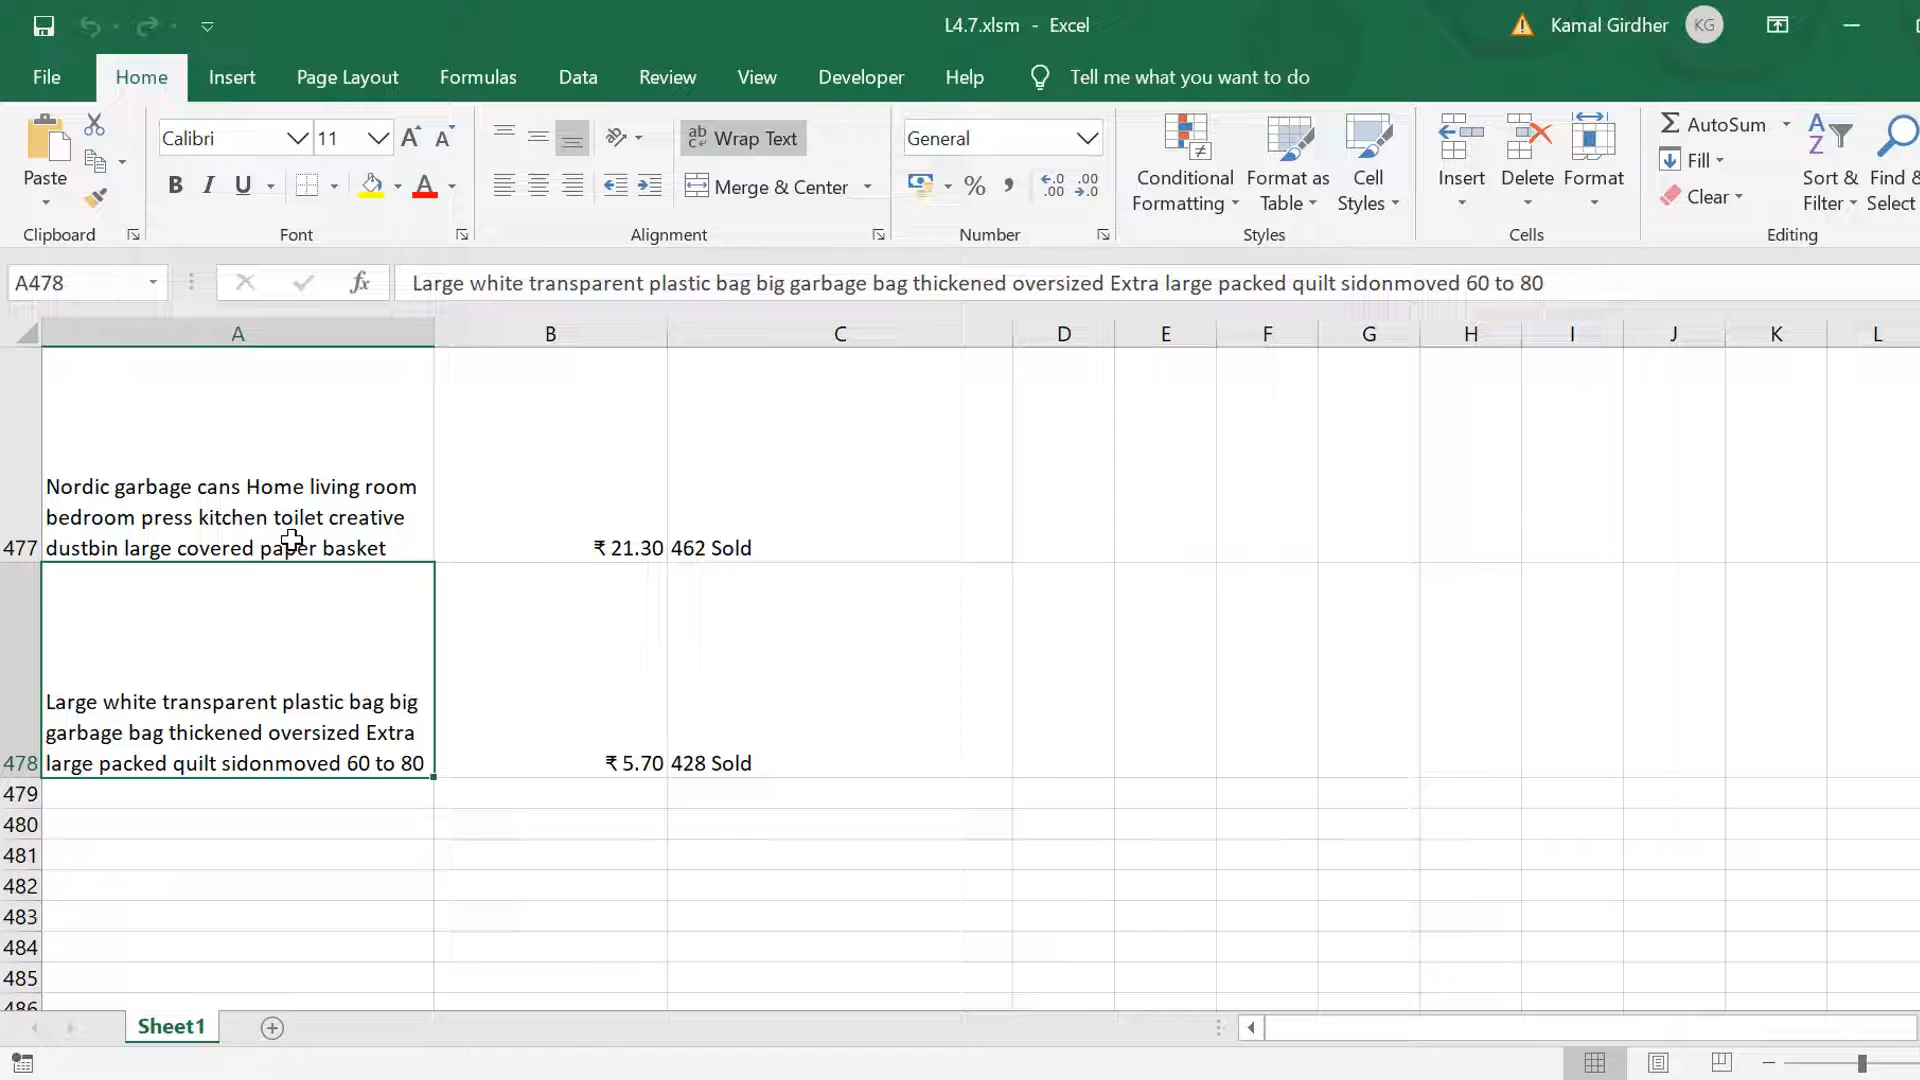 L4.7.xlsm - Excel
Kamal Girdher
KG
File
Home
Insert
Page Layout
Formulas
Data
Review
View
Developer
Help
Tell me what you want to do
Paste
Clipboard
Calibri
11
B I U
Font
Wrap Text
Merge & Center
Alignment
General
Number
Conditional
Formatting
Format as
Table
Cell
Styles
Styles
Insert
Delete
Format
Cells
AutoSum
Fill
Clear
Sort &
Filter
Find &
Select
Editing
A478
fx
Large white transparent plastic bag big garbage bag thickened oversized Extra large packed quilt sidonmoved 60 to 80
A B C D E F G H I J K L
Nordic garbage cans Home living room
bedroom press kitchen toilet creative
477 dustbin large covered paper basket ₹ 21.30 462 Sold
Large white transparent plastic bag big
garbage bag thickened oversized Extra
478 large packed quilt sidonmoved 60 to 80 ₹ 5.70 428 Sold
479
480
481
482
483
484
485
486
Sheet1